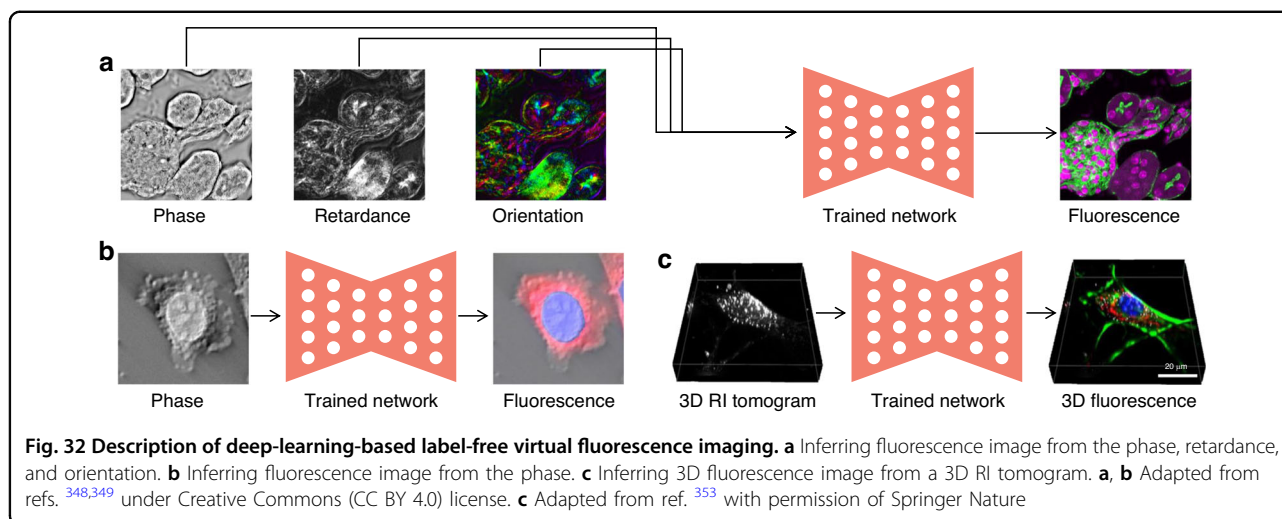 a
Phase
Retardance
Orientation
Trained network
Fluorescence
b
Phase
Trained network
Fluorescence
c
3D RI tomogram
Trained network
20 μm
3D fluorescence
Fig. 32 Description of deep-learning-based label-free virtual fluorescence imaging. a Inferring fluorescence image from the phase, retardance,
and orientation. b Inferring fluorescence image from the phase. c Inferring 3D fluorescence image from a 3D RI tomogram. a, b Adapted from
refs. 348,349 under Creative Commons (CC BY 4.0) license. c Adapted from ref. 353 with permission of Springer Nature